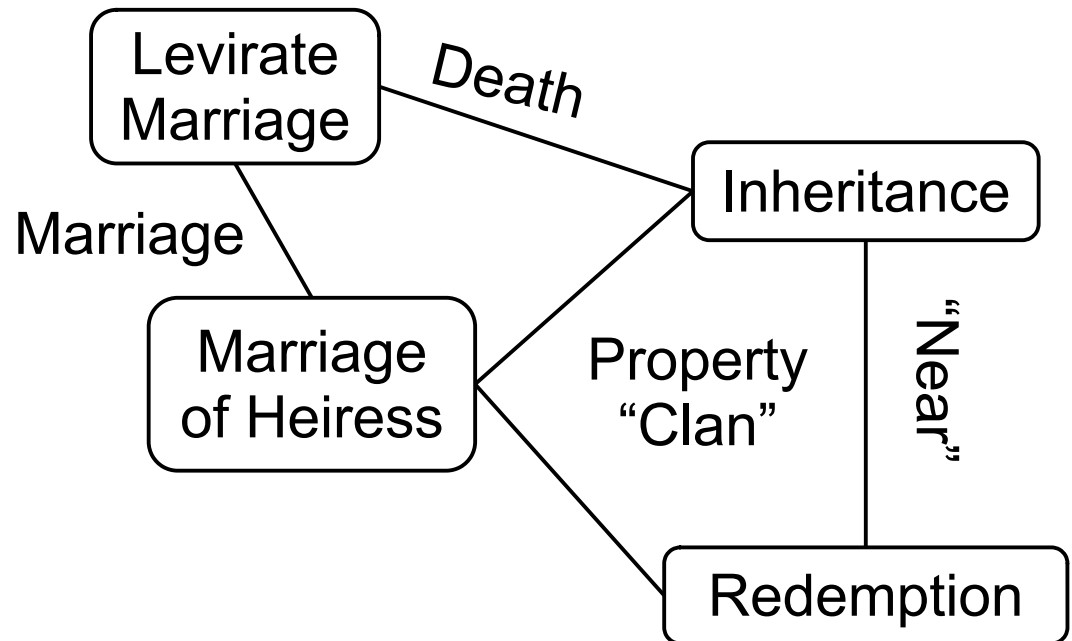 Levirate
Marriage
Death
Inheritance
Marriage
Marriage
of Heiress
Property
“Clan”
“Near”
Redemption